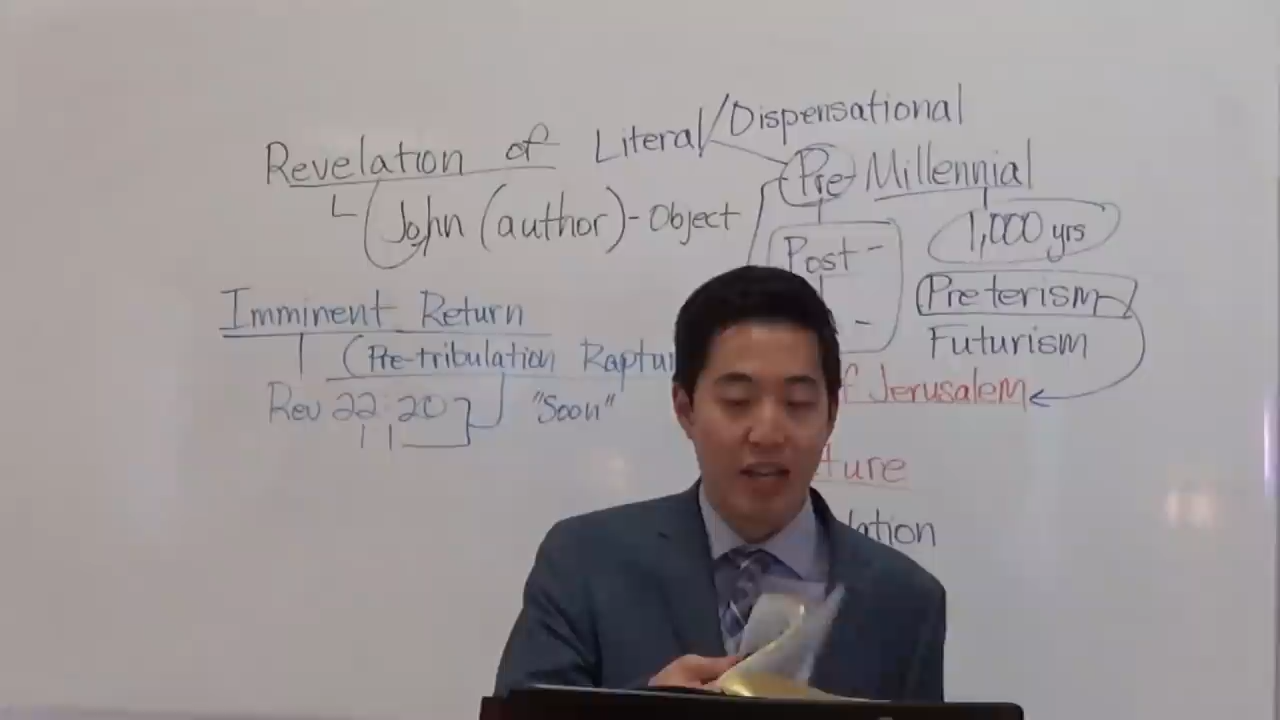 Revelation of Literal/Dispensational
John (author) - Object
Pre- Millennial
1,000 yrs
Post -
-
Preterism
Futurism
f Jerusalem
ture
lation
Imminent Return
(Pre-tribulation Raptu
Rev 22:20 "Soon"